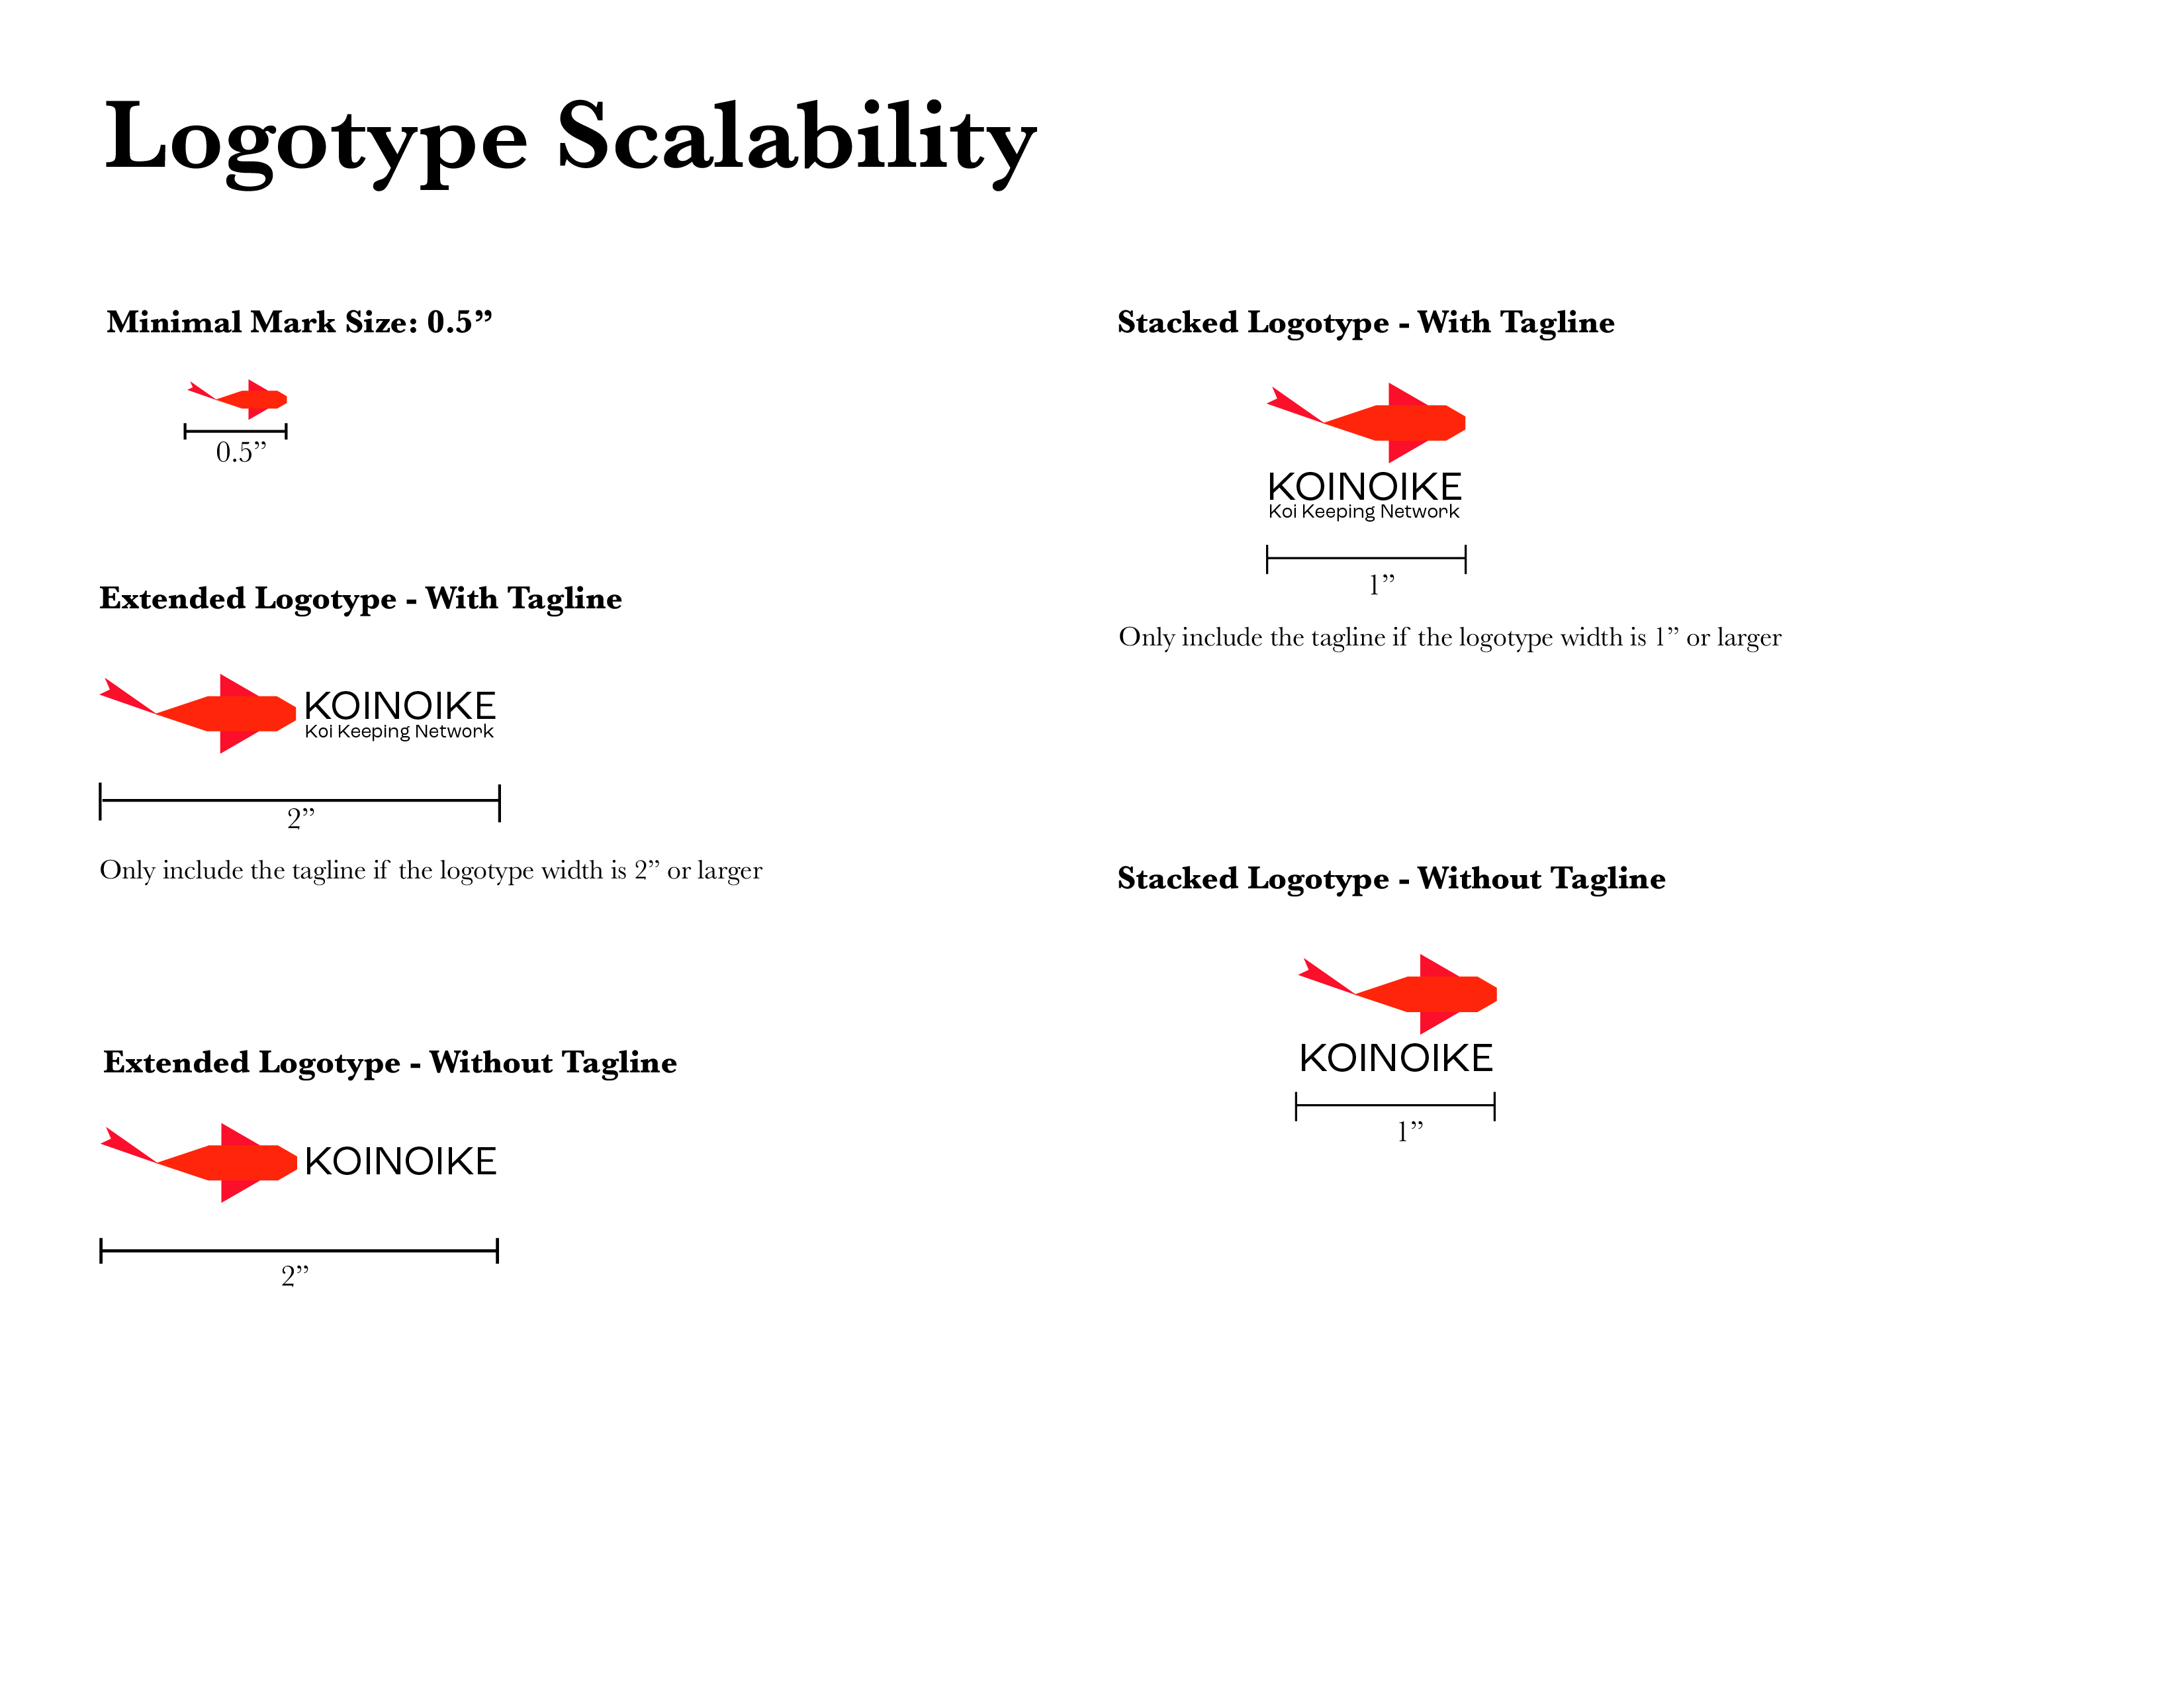 Logotype Scalability
Minimal Mark Size: 0.5”
0.5”
Extended Logotype - With Tagline
KOINOIKE
Koi Keeping Network
2”
Only include the tagline if the logotype width is 2” or larger
Extended Logotype - Without Tagline
KOINOIKE
2”
Stacked Logotype - With Tagline
KOINOIKE
Koi Keeping Network
1”
Only include the tagline if the logotype width is 1” or larger
Stacked Logotype - Without Tagline
KOINOIKE
1”